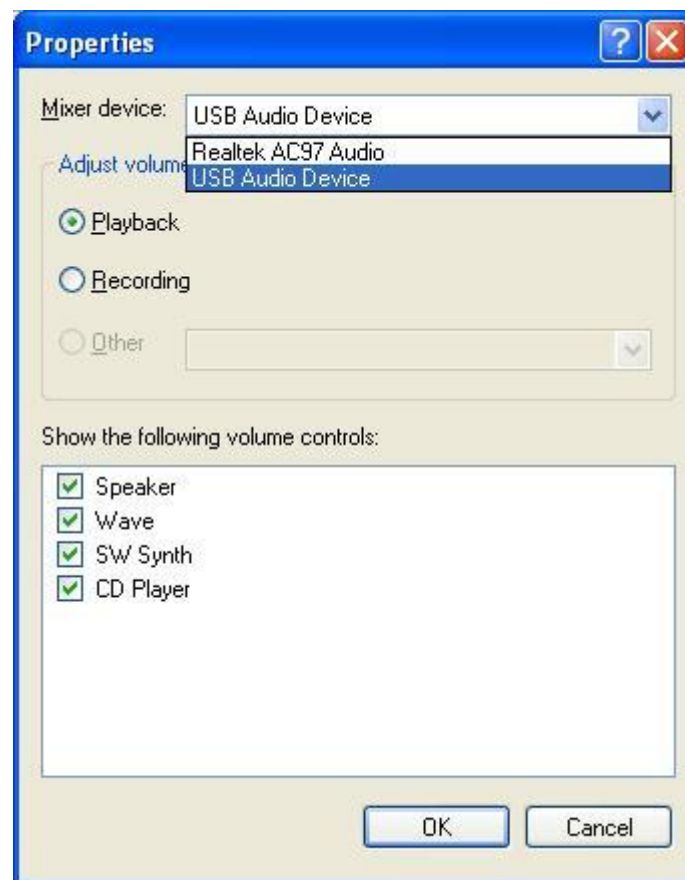 Properties
Mixer device: USB Audio Device
Realtek AC97 Audio
Adjust volume
USB Audio Device
Playback
Recording
Other
Show the following volume controls:
Speaker
Wave
SW Synth
CD Player
OK Cancel